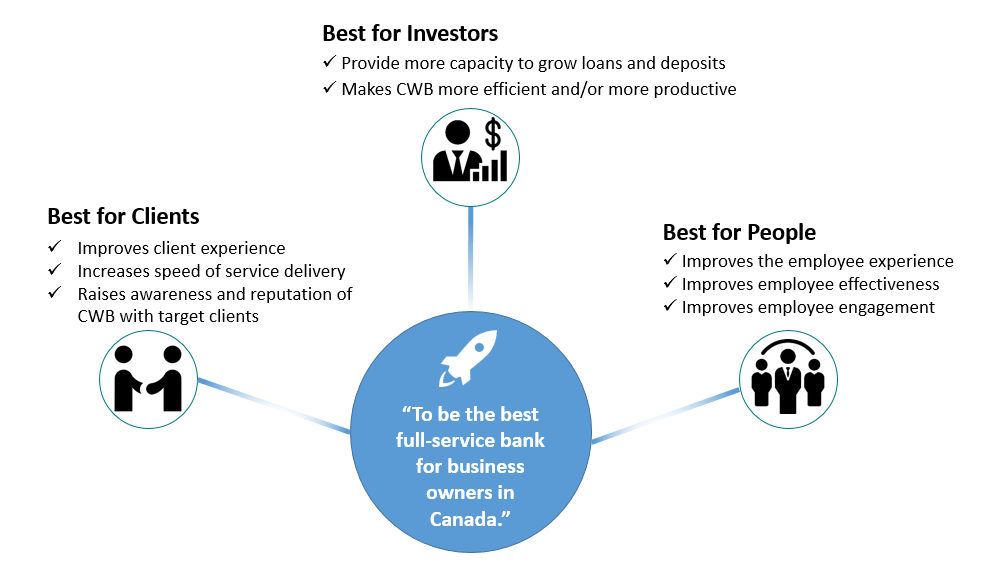 Best for Investors
✓ Provide more capacity to grow loans and deposits
✓ Makes CWB more efficient and/or more productive
$
Best for Clients
✓ Improves client experience
✓ Increases speed of service delivery
✓ Raises awareness and reputation of
CWB with target clients
Best for People
✓ Improves the employee experience
✓ Improves employee effectiveness
✓ Improves employee engagement
“To be the best
full-service bank
for business
owners in
Canada.”